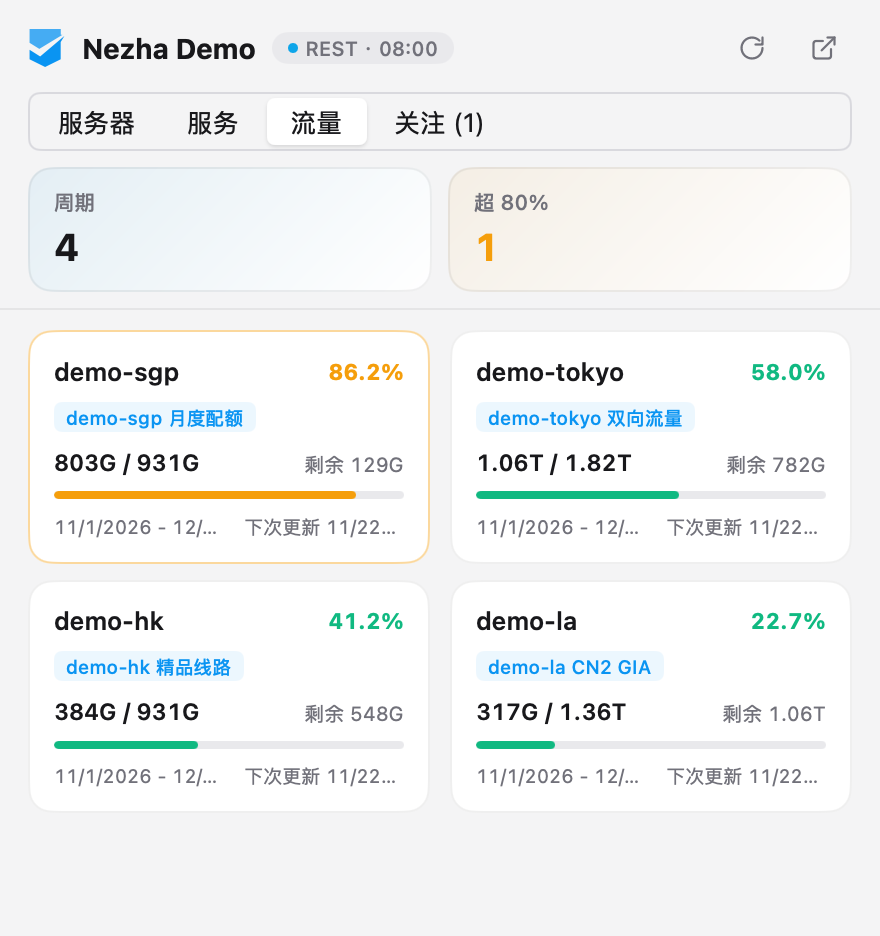 Nezha Demo
REST · 08:00
服务器 服务 流量 关注 (1)
周期
4
超 80%
1
demo-sgp 86.2%
demo-sgp 月度配额
803G / 931G 剩余 129G
11/1/2026 - 12/... 下次更新 11/22...
demo-tokyo 58.0%
demo-tokyo 双向流量
1.06T / 1.82T 剩余 782G
11/1/2026 - 12/... 下次更新 11/22...
demo-hk 41.2%
demo-hk 精品线路
384G / 931G 剩余 548G
11/1/2026 - 12/... 下次更新 11/22...
demo-la 22.7%
demo-la CN2 GIA
317G / 1.36T 剩余 1.06T
11/1/2026 - 12/... 下次更新 11/22...